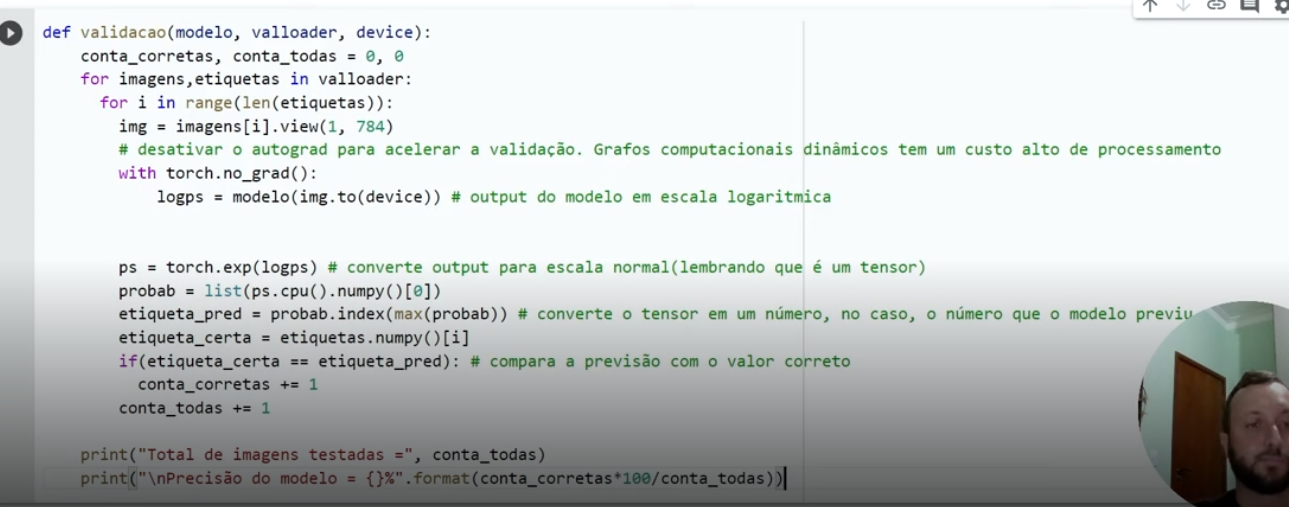 def validacao(modelo, valloader, device):
    conta_corretas, conta_todas = 0, 0
    for imagens,etiquetas in valloader:
      for i in range(len(etiquetas)):
        img = imagens[i].view(1, 784)
        # desativar o autograd para acelerar a validação. Grafos computacionais dinâmicos tem um custo alto de processamento
        with torch.no_grad():
            logps = modelo(img.to(device)) # output do modelo em escala logaritmica
        ps = torch.exp(logps) # converte output para escala normal(lembrando que é um tensor)
        probab = list(ps.cpu().numpy()[0])
        etiqueta_pred = probab.index(max(probab)) # converte o tensor em um número, no caso, o número que o modelo previu
        etiqueta_certa = etiquetas.numpy()[i]
        if(etiqueta_certa == etiqueta_pred): # compara a previsão com o valor correto
          conta_corretas += 1
        conta_todas += 1
    print("Total de imagens testadas =", conta_todas)
    print("\nPrecisão do modelo = {}%".format(conta_corretas*100/conta_todas))